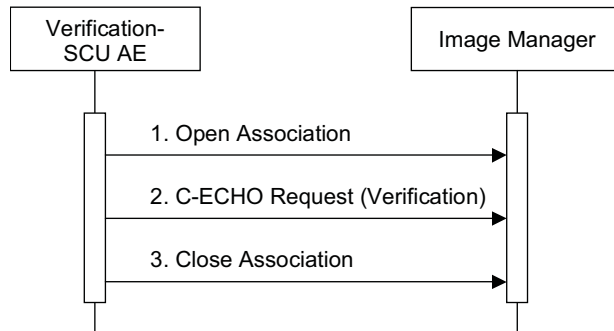 Verification-
SCU AE
Image Manager
1. Open Association
2. C-ECHO Request (Verification)
3. Close Association